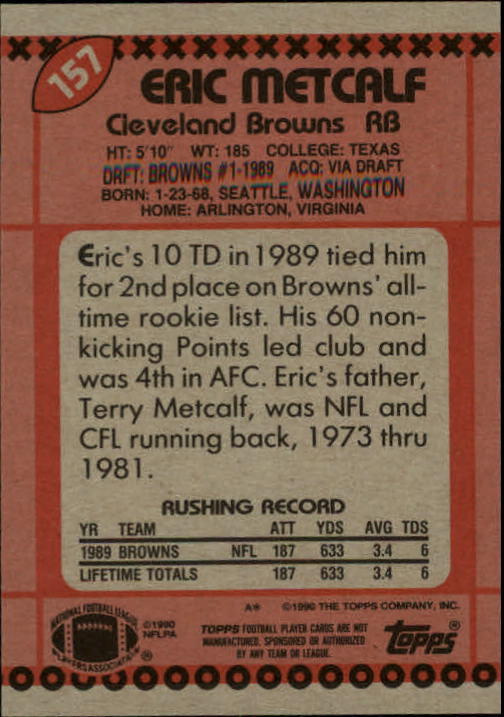 157
ERIC METCALF
Cleveland Browns RB
HT: 5'10" WT: 185 COLLEGE: TEXAS
DRFT: BROWNS #1-1989 ACQ: VIA DRAFT
BORN: 1-23-68, SEATTLE, WASHINGTON
HOME: ARLINGTON, VIRGINIA
Eric's 10 TD in 1989 tied him
for 2nd place on Browns' all-
time rookie list. His 60 non-
kicking Points led club and
was 4th in AFC. Eric's father,
Terry Metcalf, was NFL and
CFL running back, 1973 thru
1981.
RUSHING RECORD
YR TEAM ATT YDS AVG TDS
1989 BROWNS NFL 187 633 3.4 6
LIFETIME TOTALS 187 633 3.4 6
A* ©1990 THE TOPPS COMPANY, INC.
NATIONAL FOOTBALL LEAGUE
PLAYERS ASSOCIATION ®
©1990
NFLPA
TOPPS FOOTBALL PLAYER CARDS ARE NOT
MANUFACTURED, SPONSORED OR AUTHORIZED
BY ANY TEAM OR LEAGUE.
TOPPS®